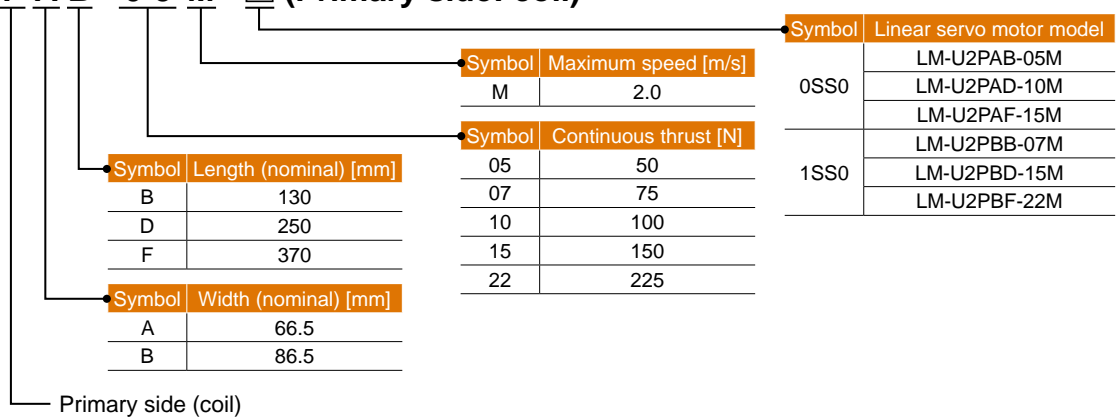 (Primary side: coil)
Symbol Linear servo motor model
0SS0 LM-U2PAB-05M
LM-U2PAD-10M
LM-U2PAF-15M
1SS0 LM-U2PBB-07M
LM-U2PBD-15M
LM-U2PBF-22M
Symbol Maximum speed [m/s]
M 2.0
Symbol Continuous thrust [N]
05 50
07 75
10 100
15 150
22 225
Symbol Length (nominal) [mm]
B 130
D 250
F 370
Symbol Width (nominal) [mm]
A 66.5
B 86.5
Primary side (coil)